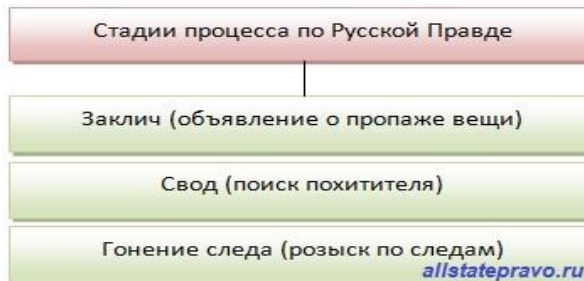 Стадии процесса по Русской Правде
Заклич (объявление о пропаже вещи)
Свод (поиск похитителя)
Гонение следа (розыск по следам)
allstatepravo.ru